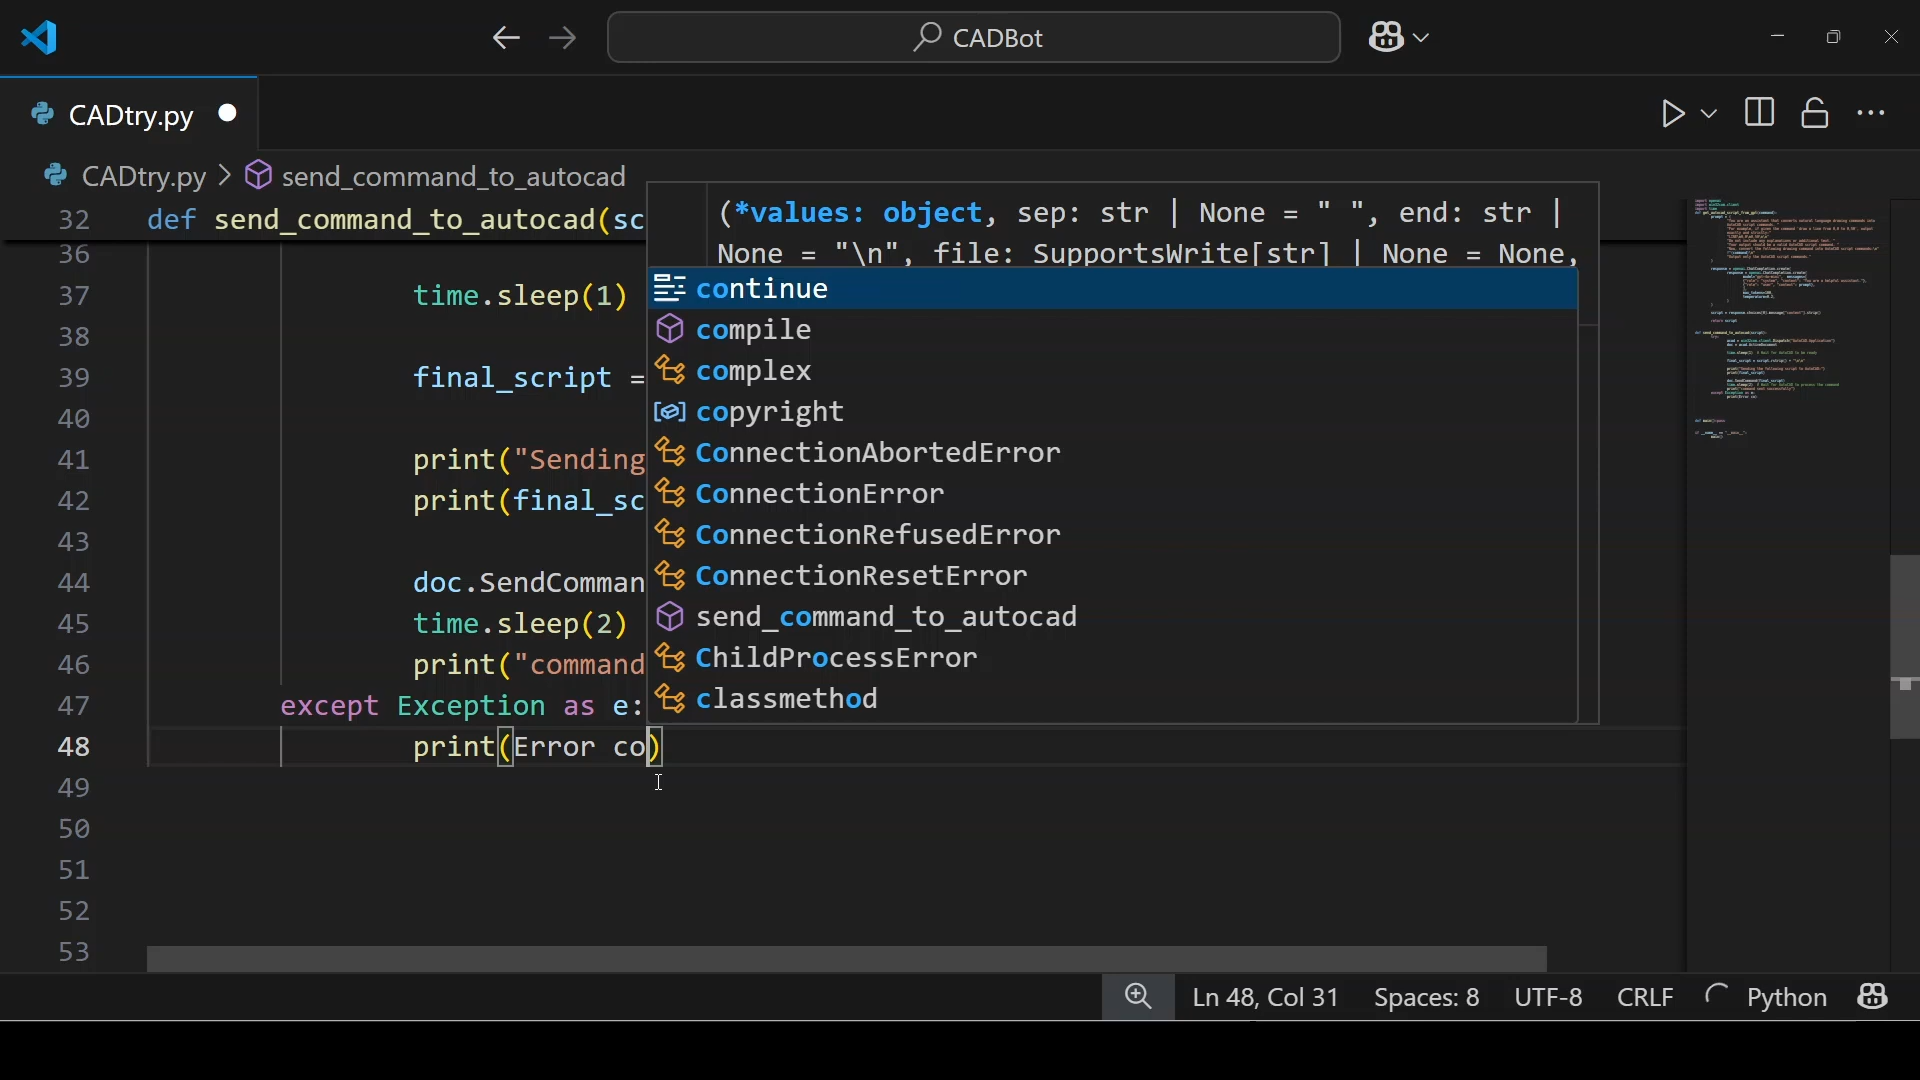 CADBot
CADtry.py
CADtry.py > send_command_to_autocad
(*values: object, sep: str | None = " ", end: str |
None = "\n", file: SupportsWrite[str] | None = None,
32 def send_command_to_autocad(sc
36
37 time.sleep(1)
38
39 final_script =
40
41 print("Sending
42 print(final_sc
43
44 doc.SendComman
45 time.sleep(2)
46 print("command
47 except Exception as e:
48 print(Error co)
49
50
51
52
53
continue
compile
complex
copyright
ConnectionAbortedError
ConnectionError
ConnectionRefusedError
ConnectionResetError
send_command_to_autocad
ChildProcessError
classmethod
Ln 48, Col 31 Spaces: 8 UTF-8 CRLF Python